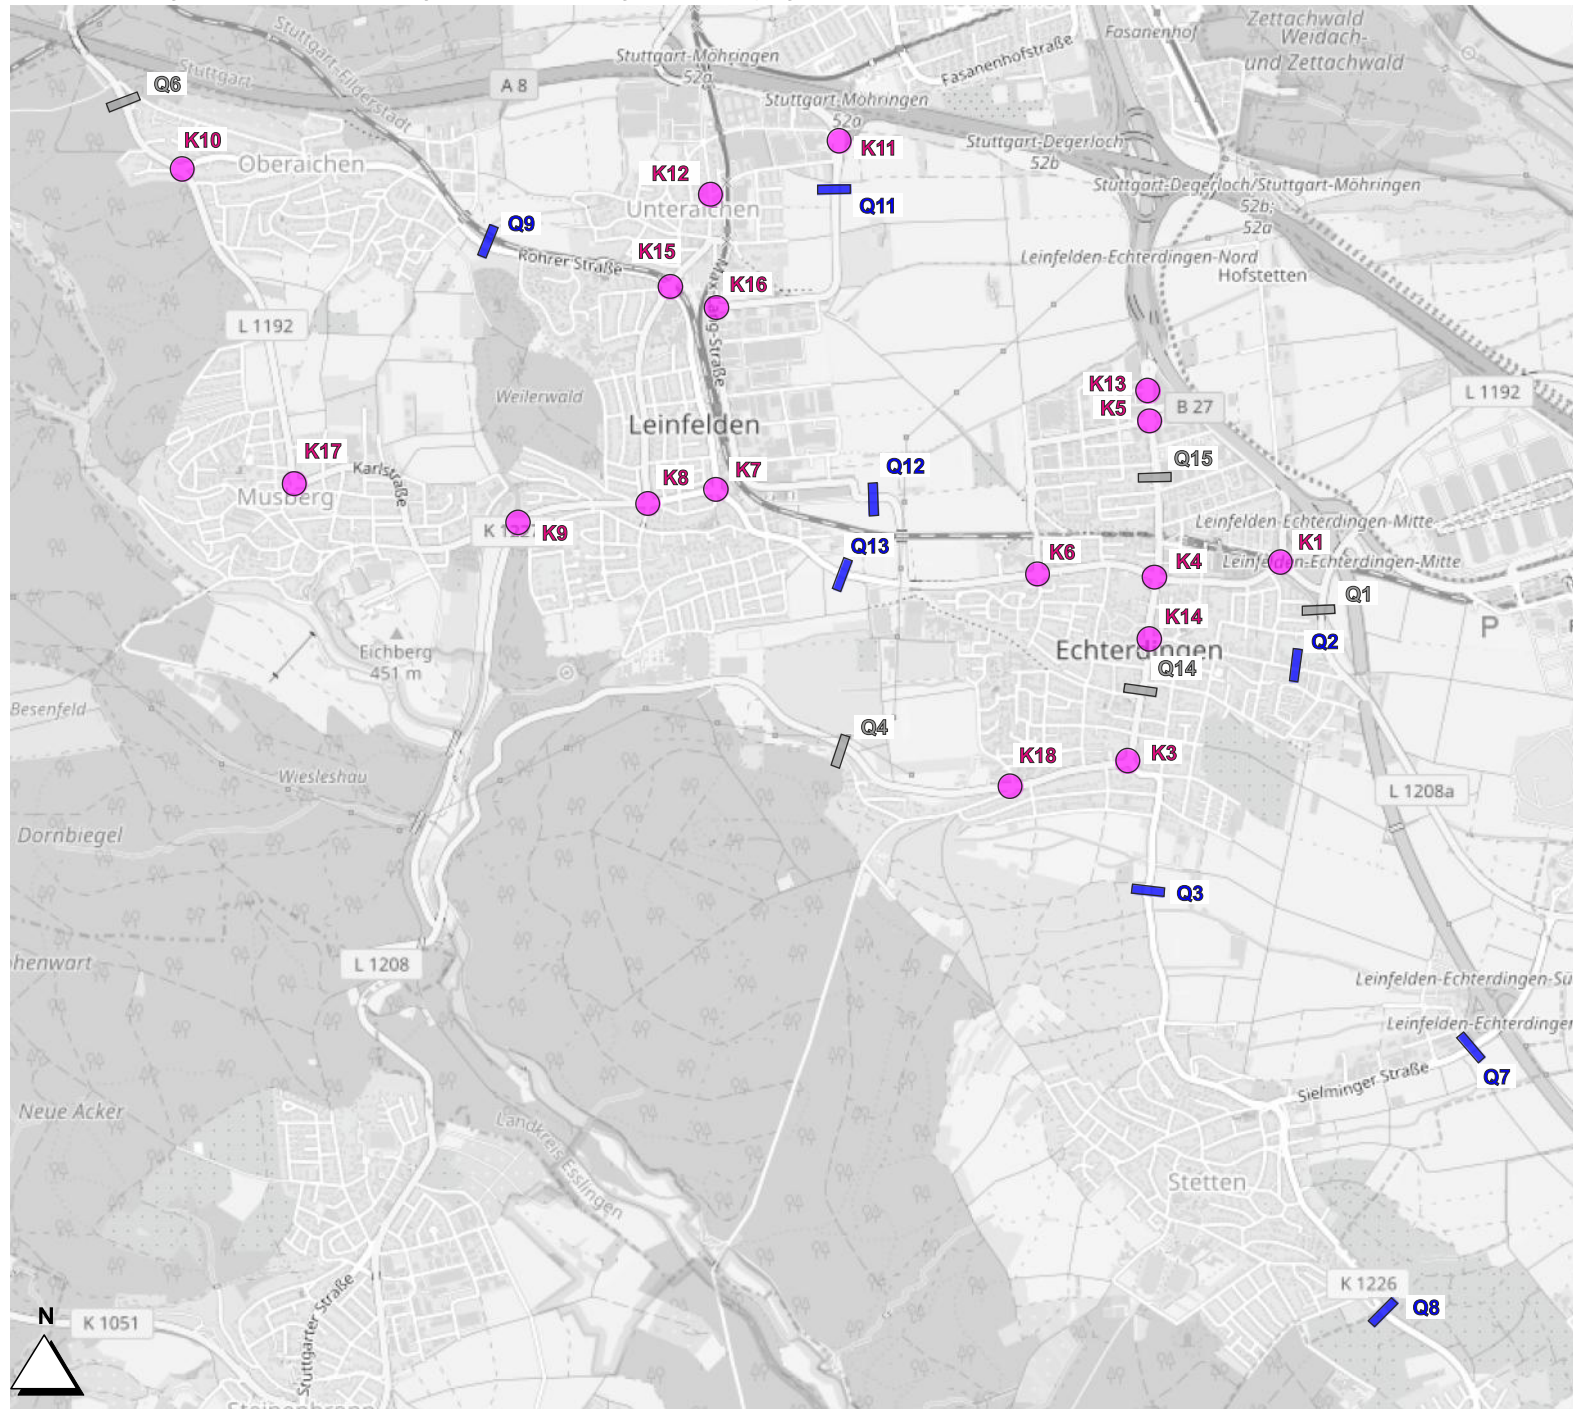 Zettachwald
Weidach-
und Zettachwald
Fasanenhof
Fasanenhofstraße
Stuttgart-Möhringen
52a
Stuttgart-Filderstadt
Stuttgart
A 8
Q6
K10
Oberaichen
Stuttgart-Möhringen
52a
K11
Stuttgart-Degerloch
52b
K12
Unteraichen
Q11
Stuttgart-Degerloch/Stuttgart-Möhringen
52b;
52a
Q9
Rohrer Straße
K15
K16
Leinfelden-Echterdingen-Nord
Hofstetten
L 1192
Weilerwald
Leinfelden
K13
K5
B 27
L 1192
K17
Karlstraße
Musberg
K8
K7
Q12
Q15
K9
Q13
Leinfelden-Echterdingen-Mitte
K1
Leinfelden-Echterdingen-Mitte
K6
K4
Q1
K14
P
Echterdingen
Q2
Q14
Eichberg
451 m
Besenfeld
Q4
K18
K3
Wiesleshau
L 1208a
Dornbiegel
Q3
L 1208
Leinfelden-Echterdingen-Sü
Leinfelden-Echterdinger
Q7
Sielminger Straße
Neue Acker
Landkreis Esslingen
Stetten
K 1226
Q8
N
K 1051
Stuttgarter Straße